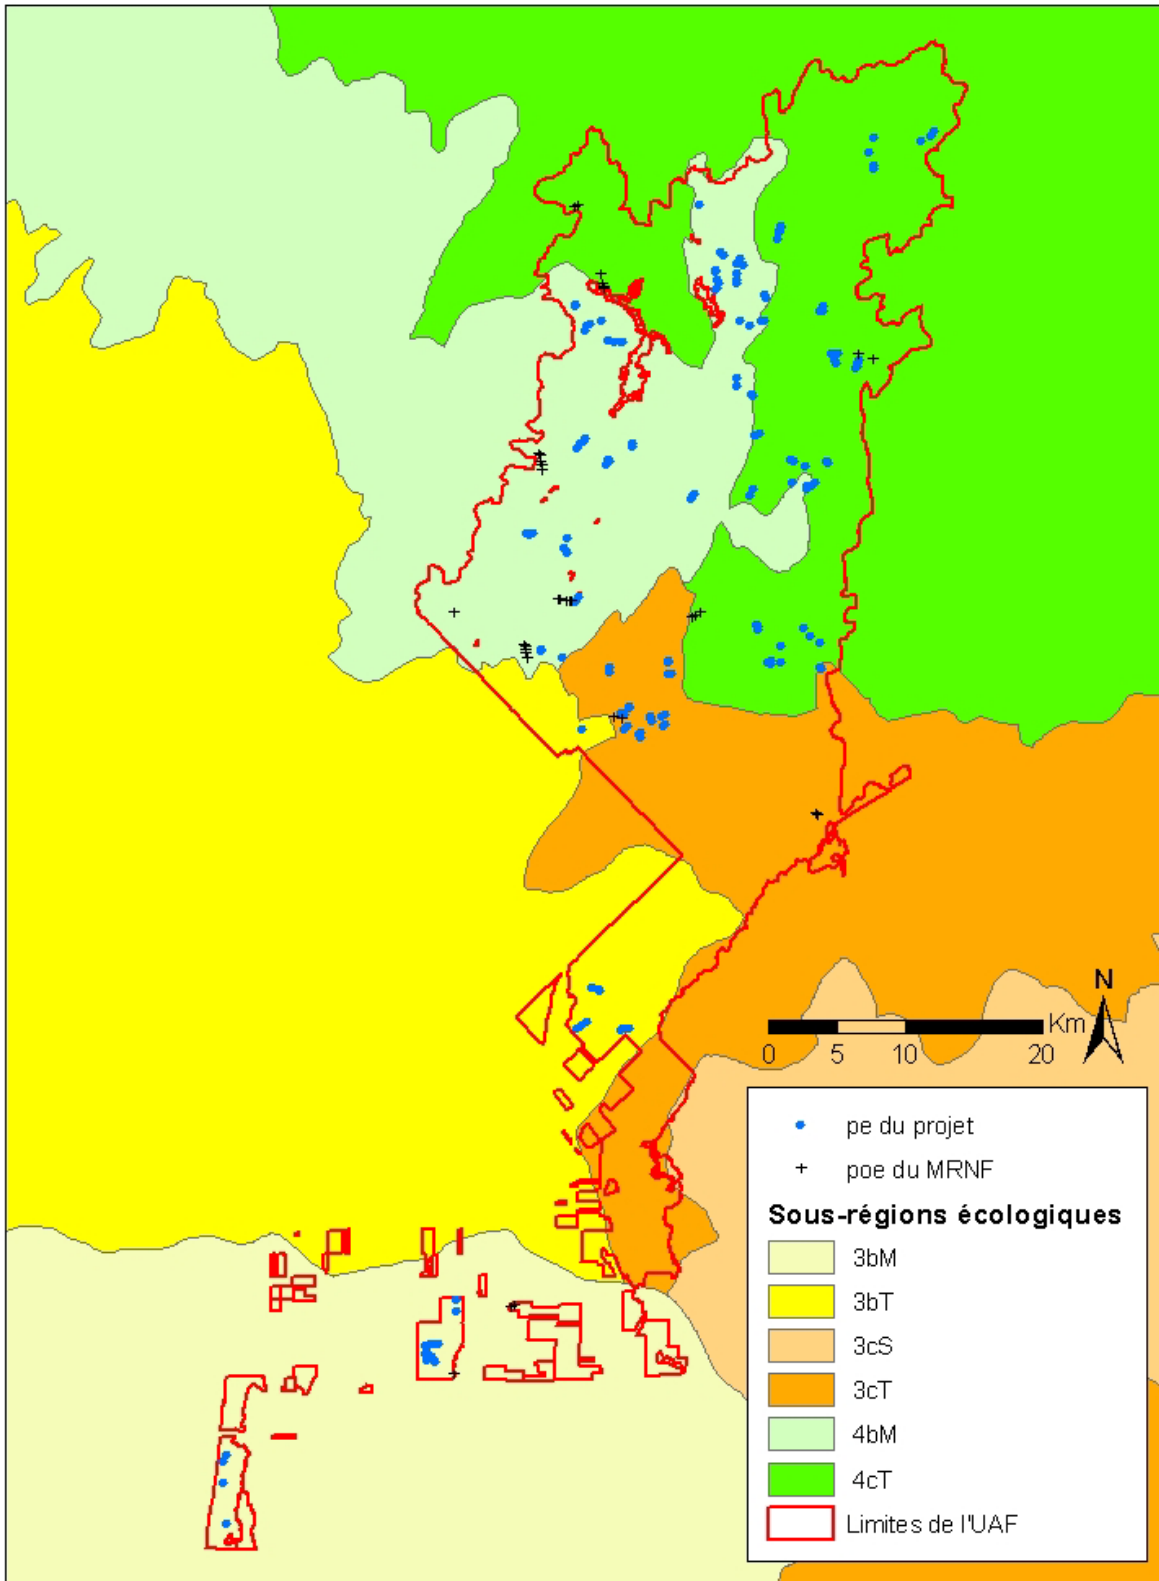 N
Km
0 5 10 20
pe du projet
poe du MRNF
Sous-régions écologiques
3bM
3bT
3cS
3cT
4bM
4cT
Limites de l'UAF